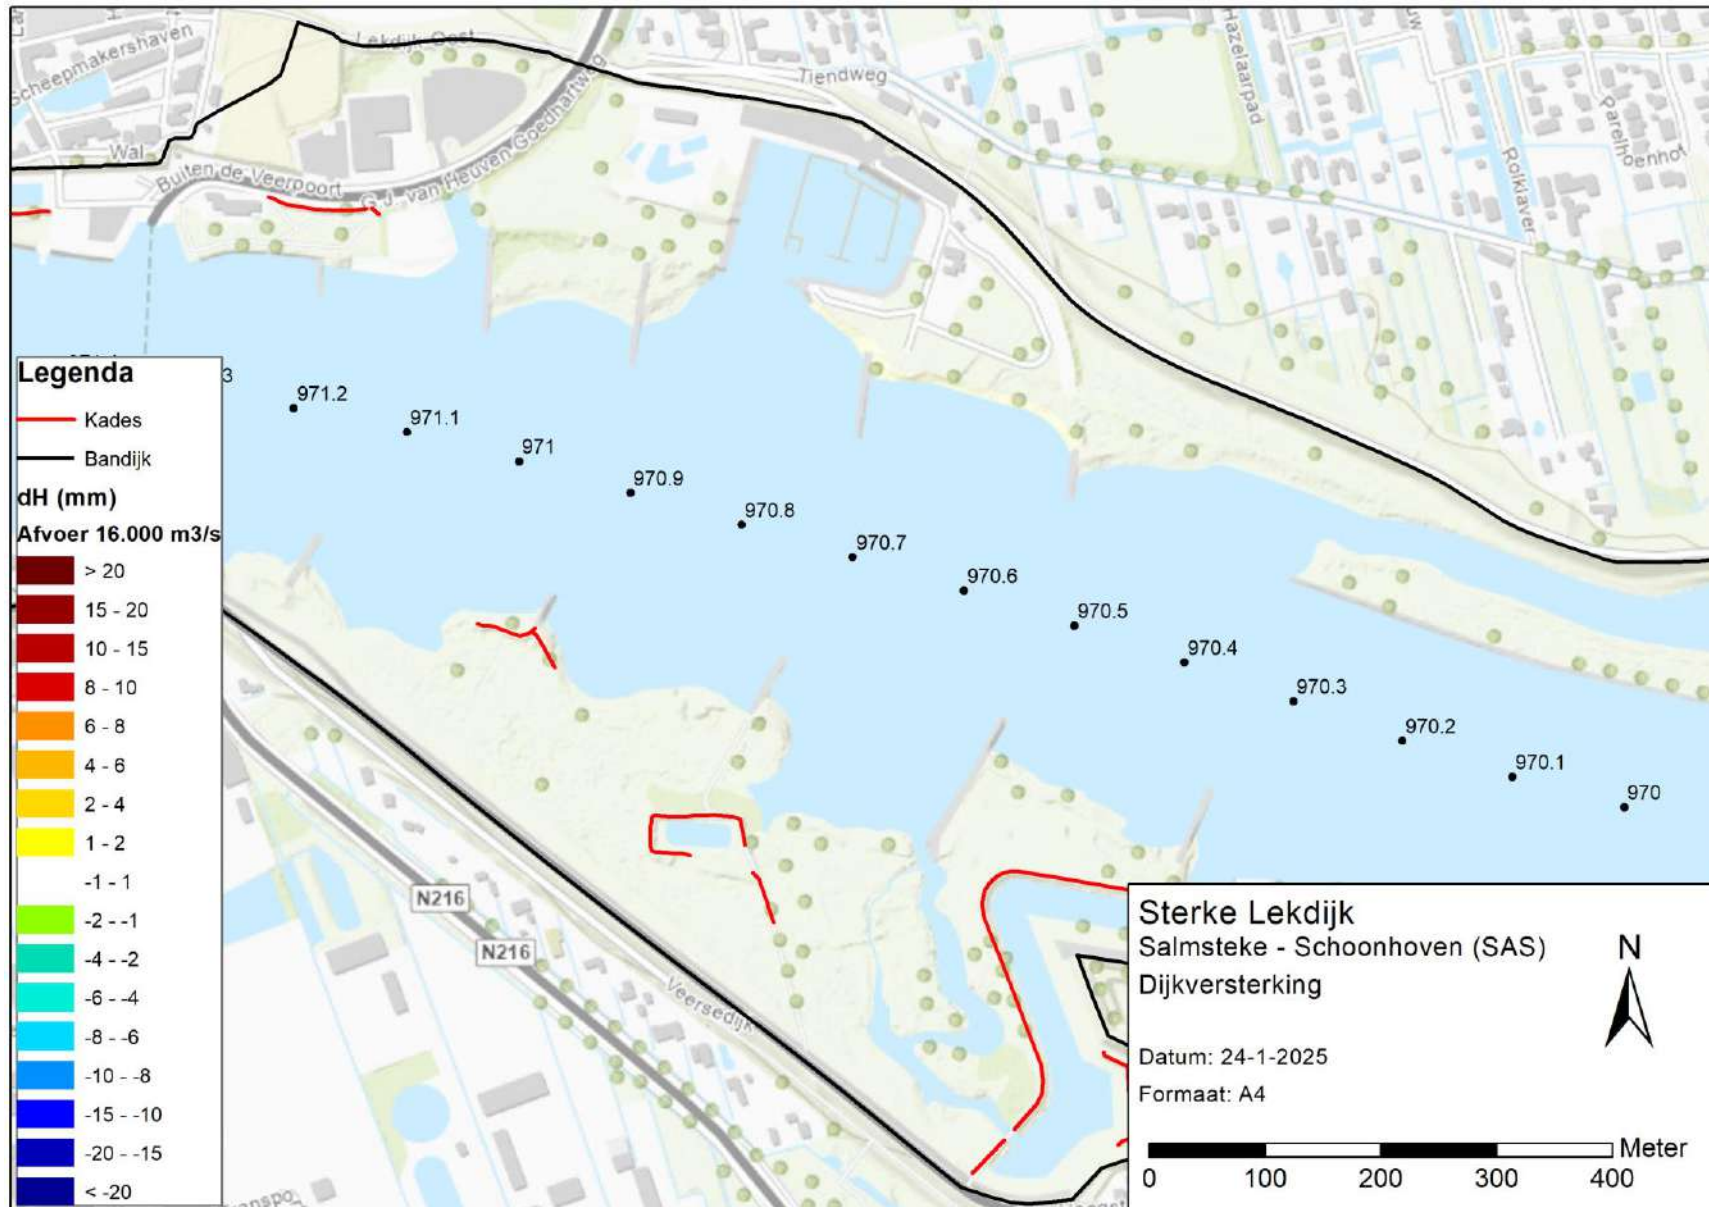 Scheepmakershaven
Lekdijk Oost
Tiendweg
Hazelaarpad
Parelhoenhof
Rolklaver
Wal
Buiten de Veerpoort
G.J. van Heuven Goedhartweg
Legenda
Kades
Bandijk
dH (mm)
Afvoer 16.000 m3/s
> 20
15 - 20
10 - 15
8 - 10
6 - 8
4 - 6
2 - 4
1 - 2
-1 - 1
-2 - -1
-4 - -2
-6 - -4
-8 - -6
-10 - -8
-15 - -10
-20 - -15
< -20
3
971.2
971.1
971
970.9
970.8
970.7
970.6
970.5
970.4
970.3
970.2
970.1
970
N216
N216
Veersedijk
Sterke Lekdijk
Salmsteke - Schoonhoven (SAS)
Dijkversterking
N
Datum: 24-1-2025
Formaat: A4
Meter
0 100 200 300 400